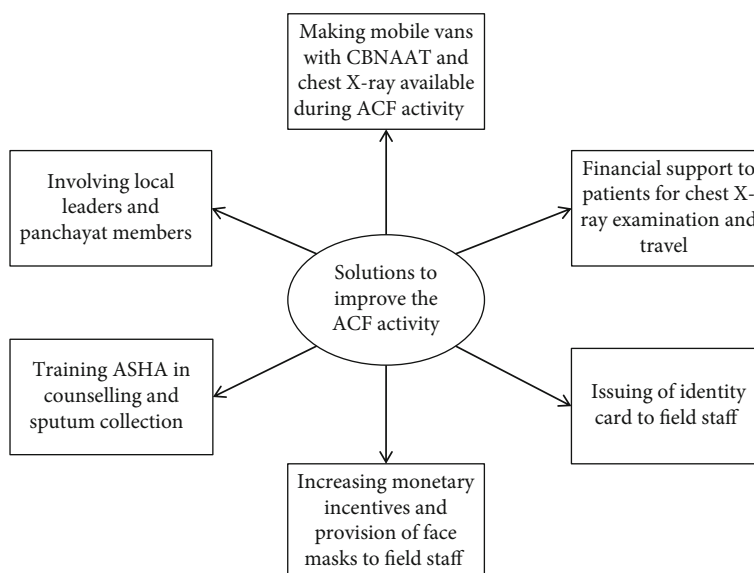 Making mobile vans
with CBNAAT and
chest X-ray available
during ACF activity
Involving local
leaders and
panchayat members
Financial support to
patients for chest X-
ray examination and
travel
Solutions to
improve the
ACF activity
Training ASHA in
counselling and
sputum collection
Issuing of identity
card to field staff
Increasing monetary
incentives and
provision of face
masks to field staff